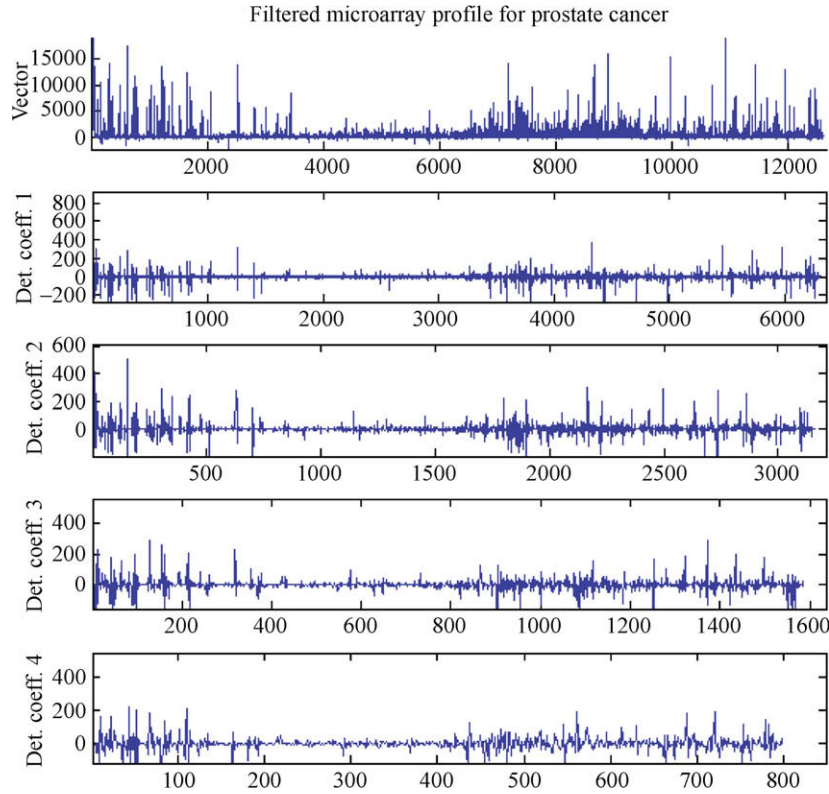 Filtered microarray profile for prostate cancer
Vector
15000
10000
5000
0
2000 4000 6000 8000 10000 12000
Det. coeff. 1
800
600
400
200
0
−200
1000 2000 3000 4000 5000 6000
Det. coeff. 2
600
400
200
0
500 1000 1500 2000 2500 3000
Det. coeff. 3
400
200
0
200 400 600 800 1000 1200 1400 1600
Det. coeff. 4
400
200
0
100 200 300 400 500 600 700 800